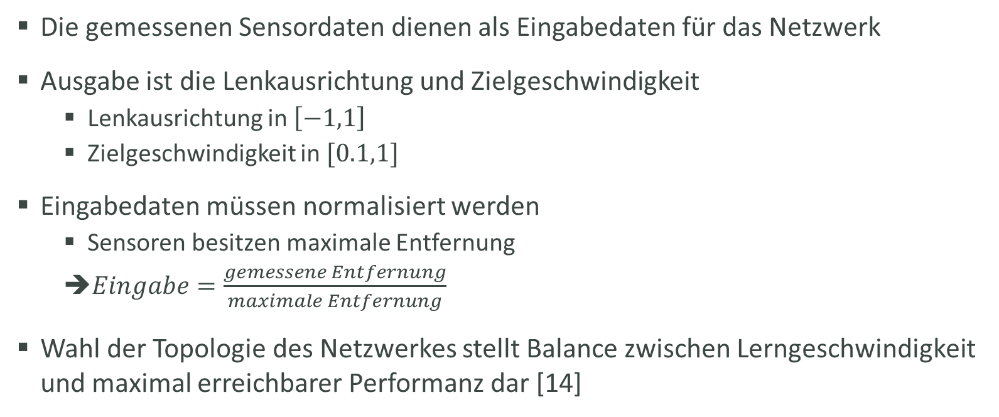 ▪ Die gemessenen Sensordaten dienen als Eingabedaten für das Netzwerk
▪ Ausgabe ist die Lenkausrichtung und Zielgeschwindigkeit
▪ Lenkausrichtung in [−1,1]
▪ Zielgeschwindigkeit in [0.1,1]
▪ Eingabedaten müssen normalisiert werden
▪ Sensoren besitzen maximale Entfernung
➔ Eingabe = gemessene Entfernung / maximale Entfernung
▪ Wahl der Topologie des Netzwerkes stellt Balance zwischen Lerngeschwindigkeit
und maximal erreichbarer Performanz dar [14]